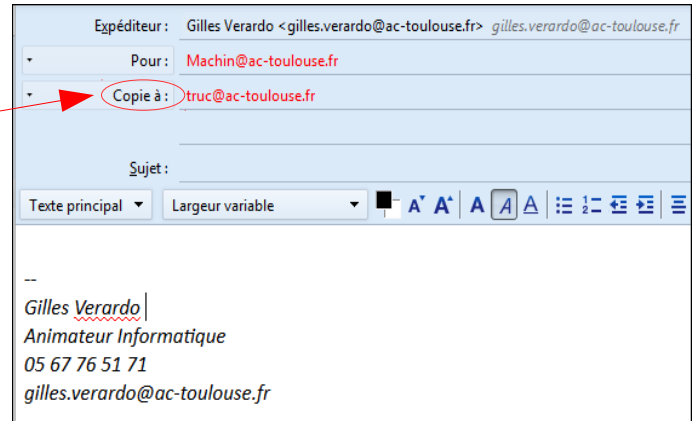 Expéditeur : Gilles Verardo <gilles.verardo@ac-toulouse.fr> gilles.verardo@ac-toulouse.fr
Pour : Machin@ac-toulouse.fr
Copie à : truc@ac-toulouse.fr
Sujet :
Texte principal Largeur variable
--
Gilles Verardo
Animateur Informatique
05 67 76 51 71
gilles.verardo@ac-toulouse.fr